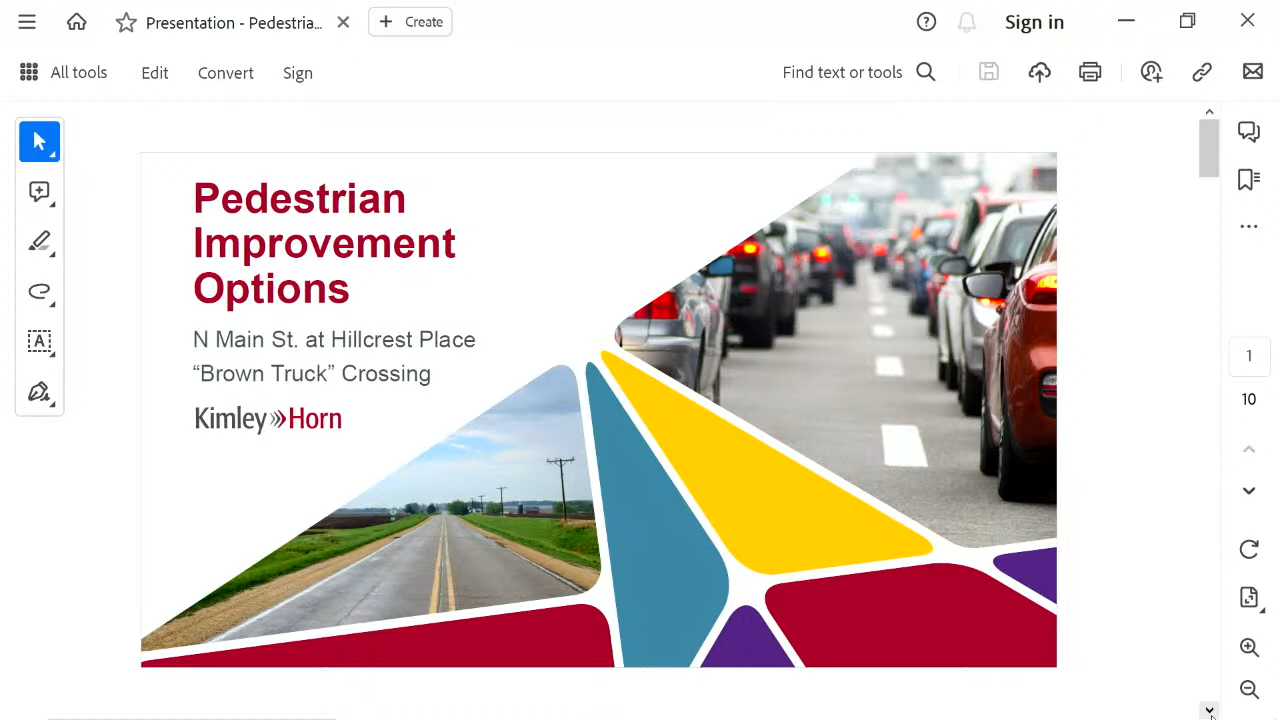 Presentation - Pedestria...
Create
Sign in
All tools
Edit
Convert
Sign
Find text or tools
Pedestrian
Improvement
Options
N Main St. at Hillcrest Place
“Brown Truck” Crossing
Kimley»Horn
A
1
10